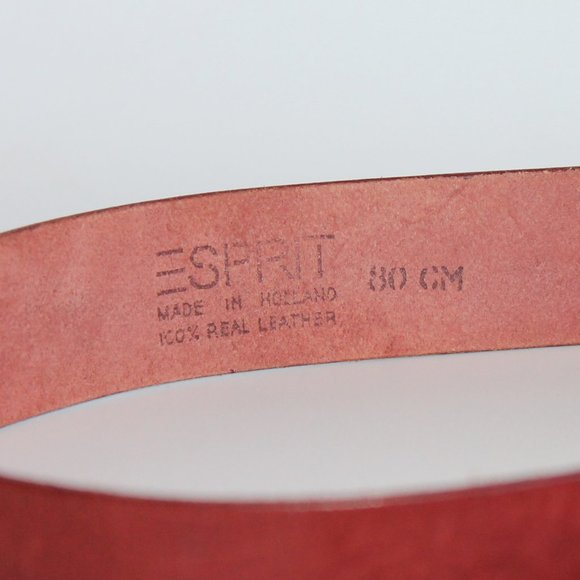 ESPRIT
MADE IN HOLLAND
100% REAL LEATHER
80 CM